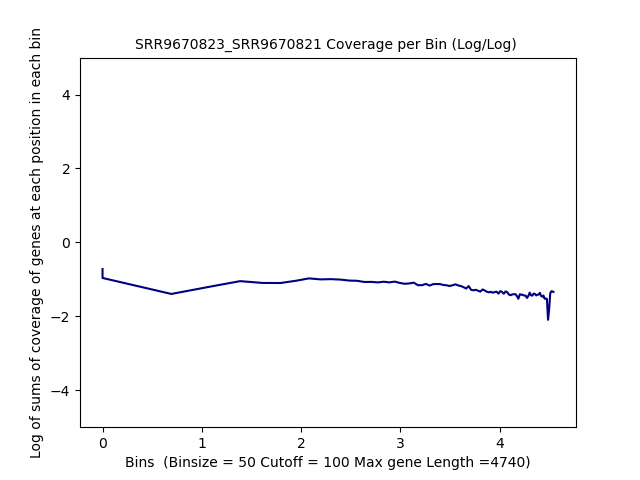 SRR9670823_SRR9670821 Coverage per Bin (Log/Log)
Log of sums of coverage of genes at each position in each bin
4
2
0
−2
−4
0 1 2 3 4
Bins  (Binsize = 50 Cutoff = 100 Max gene Length =4740)